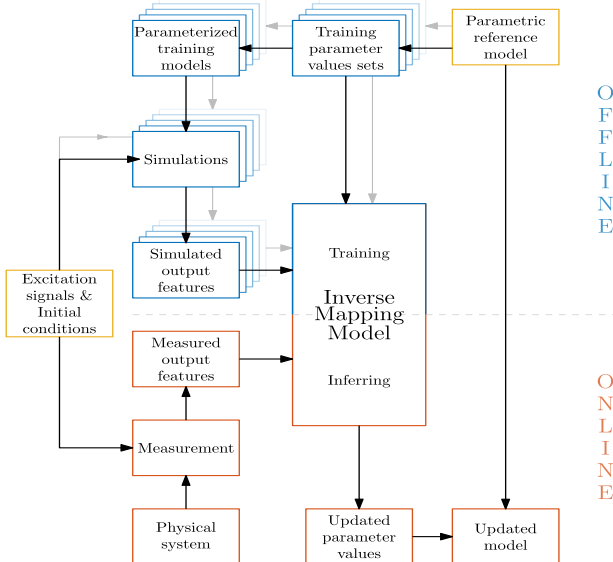 Parameterized
training
models
Training
parameter
values sets
Parametric
reference
model
O
F
F
L
I
N
E
Simulations
Simulated
output
features
Training
Excitation
signals &
Initial
conditions
Inverse
Mapping
Model
Measured
output
features
Inferring
O
N
L
I
N
E
Measurement
Physical
system
Updated
parameter
values
Updated
model